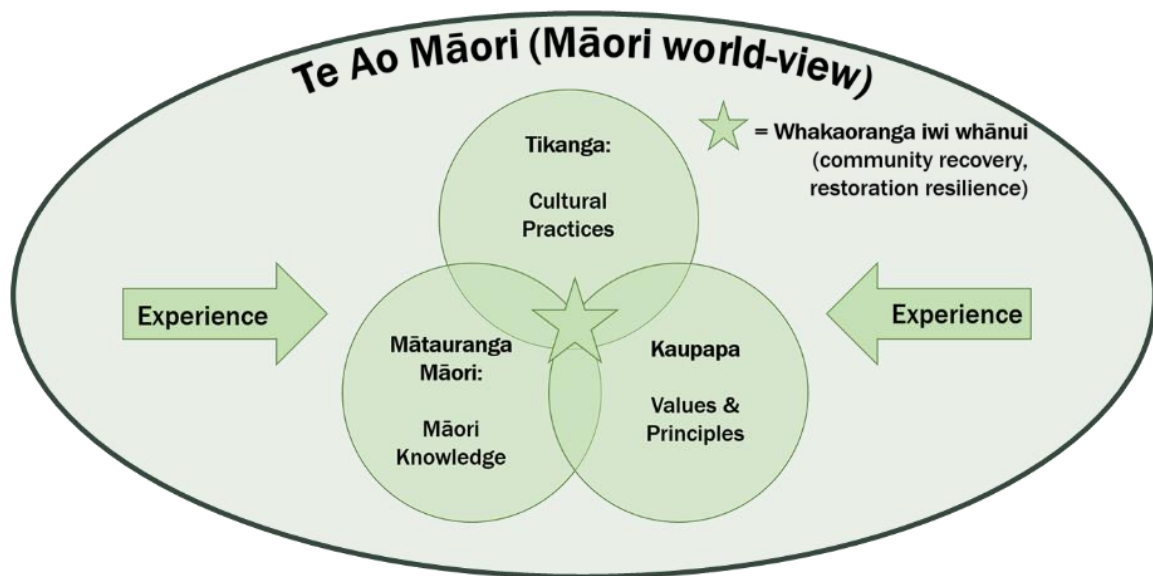 Te Ao Māori (Māori world-view)
Tikanga:
Cultural
Practices
= Whakaoranga iwi whānui
(community recovery,
restoration resilience)
Experience
Experience
Mātauranga
Māori:
Māori
Knowledge
Kaupapa
Values &
Principles